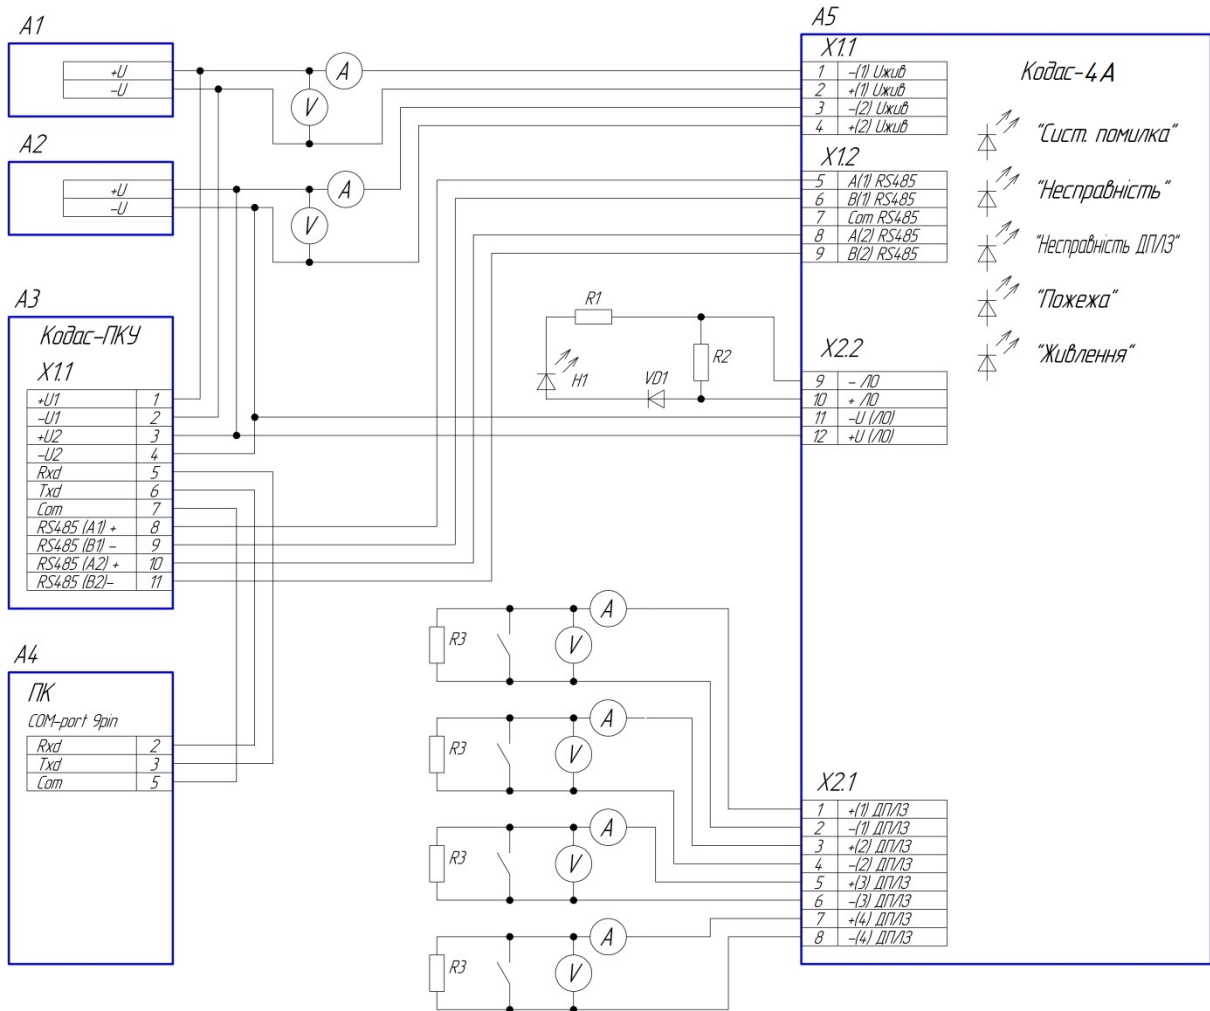 A1
+U
-U
A
V
A2
+U
-U
A
V
A3
Кодас-ПКУ
X1.1
+U1 1
-U1 2
+U2 3
-U2 4
Rxd 5
Txd 6
Com 7
RS485 (A1) + 8
RS485 (B1) - 9
RS485 (A2) + 10
RS485 (B2)- 11
A4
ПК
COM-port 9pin
Rxd 2
Txd 3
Com 5
R1
R2
H1
VD1
R3
V
A
R3
V
A
R3
V
A
R3
V
A
A5
X1.1
1 -(1) Uжив
2 +(1) Uжив
3 -(2) Uжив
4 +(2) Uжив
X1.2
5 A(1) RS485
6 B(1) RS485
7 Com RS485
8 A(2) RS485
9 B(2) RS485
X2.2
9 - ЛО
10 + ЛО
11 -U (ЛО)
12 +U (ЛО)
X2.1
1 +(1) ДПЛЗ
2 -(1) ДПЛЗ
3 +(2) ДПЛЗ
4 -(2) ДПЛЗ
5 +(3) ДПЛЗ
6 -(3) ДПЛЗ
7 +(4) ДПЛЗ
8 -(4) ДПЛЗ
Кодас-4А
"Сист. помилка"
"Несправність"
"Несправність ДПЛЗ"
"Пожежа"
"Живлення"